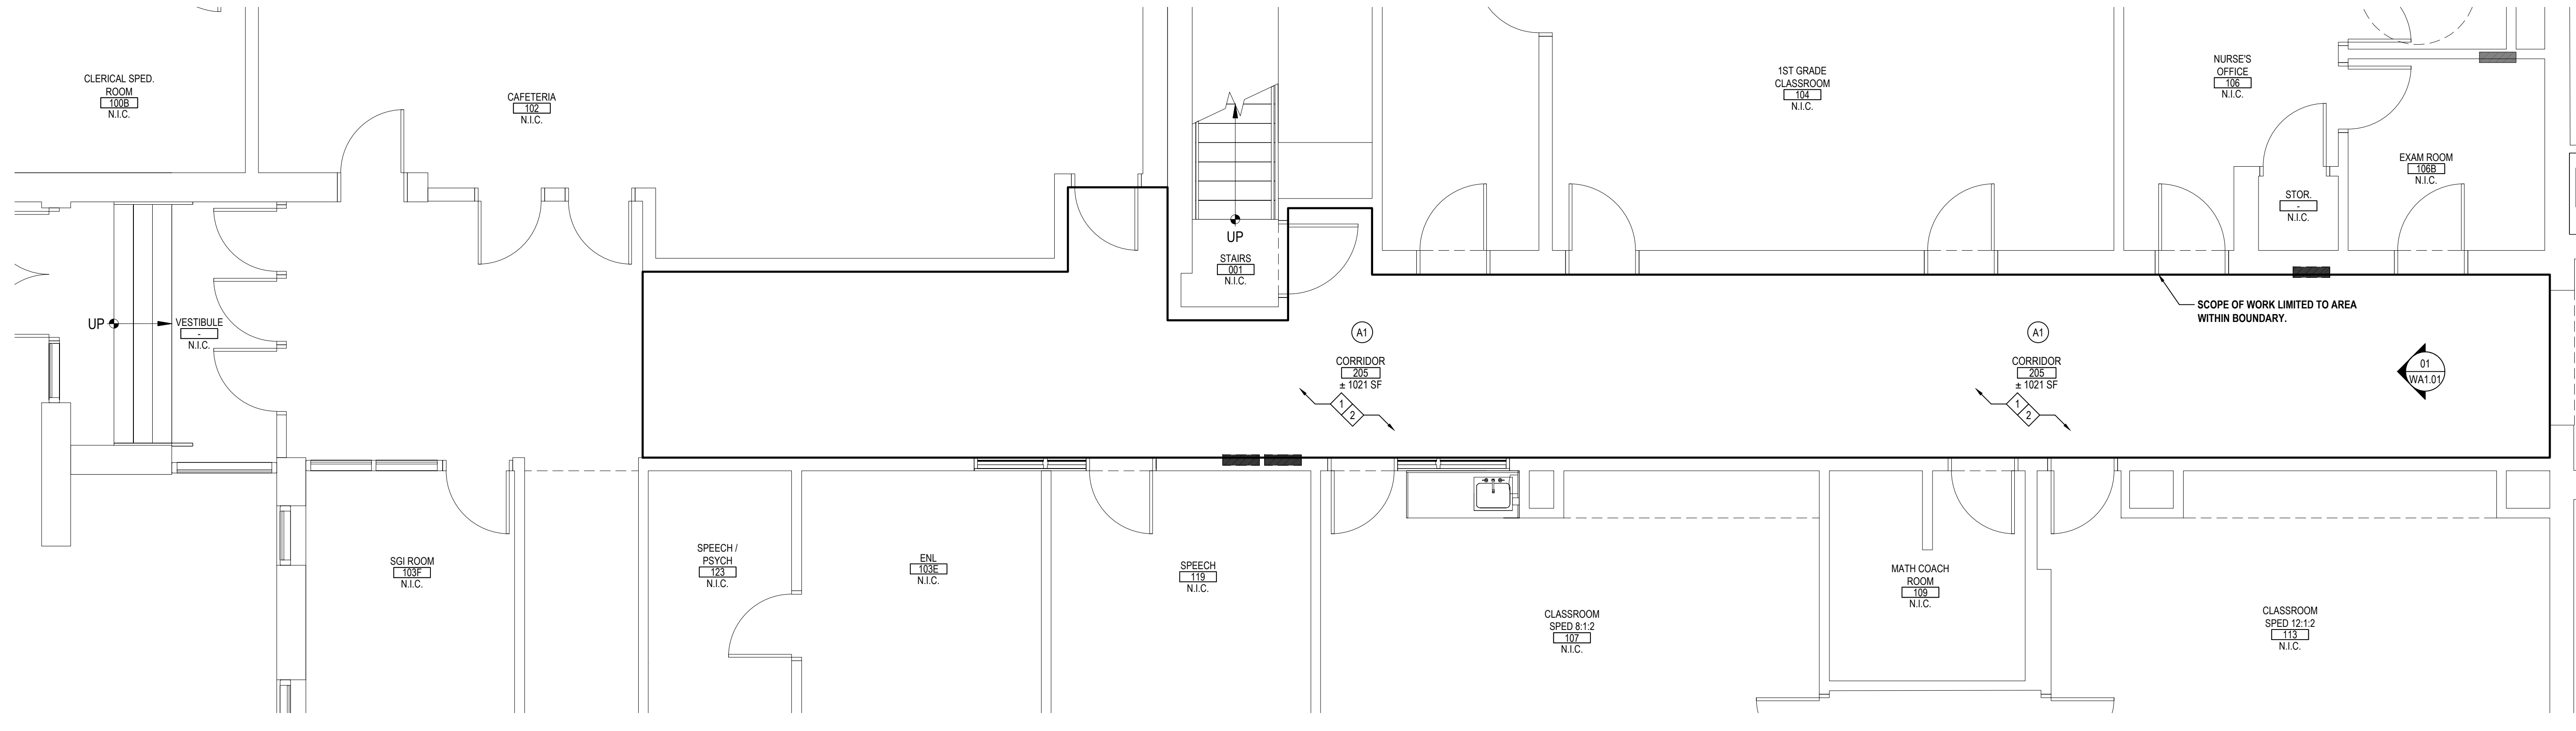 CLERICAL SPED.
ROOM
100B
N.I.C.
CAFETERIA
102
N.I.C.
1ST GRADE
CLASSROOM
104
N.I.C.
NURSE'S
OFFICE
106
N.I.C.
EXAM ROOM
106B
N.I.C.
STOR.
-
N.I.C.
UP
STAIRS
001
N.I.C.
UP
VESTIBULE
-
N.I.C.
SCOPE OF WORK LIMITED TO AREA
WITHIN BOUNDARY.
A1
CORRIDOR
205
± 1021 SF
1
2
A1
CORRIDOR
205
± 1021 SF
1
2
01
WA1.01
SGI ROOM
103F
N.I.C.
SPEECH /
PSYCH
123
N.I.C.
ENL
103E
N.I.C.
SPEECH
119
N.I.C.
CLASSROOM
SPED 8:1:2
107
N.I.C.
MATH COACH
ROOM
109
N.I.C.
CLASSROOM
SPED 12:1:2
113
N.I.C.